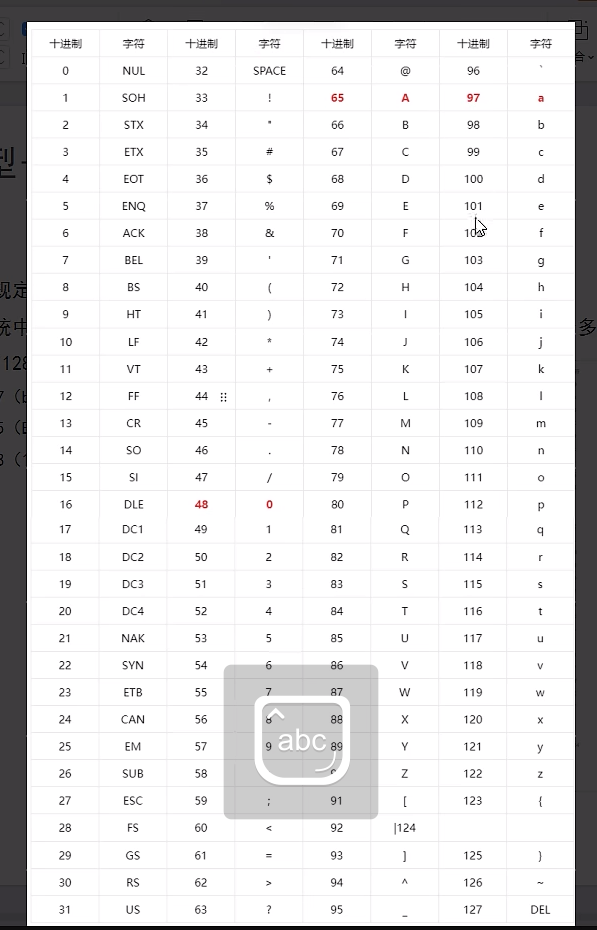 十进制 字符 十进制 字符 十进制 字符 十进制 字符
0 NUL 32 SPACE 64 @ 96 `
1 SOH 33 ! 65 A 97 a
2 STX 34 " 66 B 98 b
3 ETX 35 # 67 C 99 c
4 EOT 36 $ 68 D 100 d
5 ENQ 37 % 69 E 101 e
6 ACK 38 & 70 F 102 f
7 BEL 39 ' 71 G 103 g
8 BS 40 ( 72 H 104 h
9 HT 41 ) 73 I 105 i
10 LF 42 * 74 J 106 j
11 VT 43 + 75 K 107 k
12 FF 44 , 76 L 108 l
13 CR 45 - 77 M 109 m
14 SO 46 . 78 N 110 n
15 SI 47 / 79 O 111 o
16 DLE 48 0 80 P 112 p
17 DC1 49 1 81 Q 113 q
18 DC2 50 2 82 R 114 r
19 DC3 51 3 83 S 115 s
20 DC4 52 4 84 T 116 t
21 NAK 53 5 85 U 117 u
22 SYN 54 6 86 V 118 v
23 ETB 55 7 87 W 119 w
24 CAN 56 8 88 X 120 x
25 EM 57 9 89 Y 121 y
26 SUB 58 Z 122 z
27 ESC 59 ; 91 [ 123 {
28 FS 60 < 92 |124
29 GS 61 = 93 ] 125 }
30 RS 62 > 94 ^ 126 ~
31 US 63 ? 95 _ 127 DEL
abc
型
规定
统中
多
128